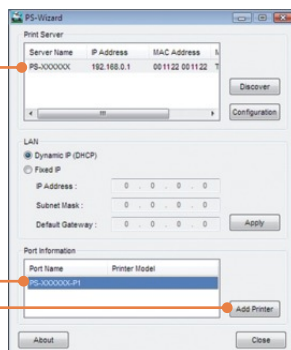 PS-Wizard
Print Server
Server Name IP Address MAC Address
PS-XXXXXX 192.168.0.1 001122 001122 T
Discover
Configuration
LAN
Dynamic IP (DHCP)
Fixed IP
IP Address : 0 . 0 . 0 . 0
Subnet Mask : 0 . 0 . 0 . 0
Default Gateway : 0 . 0 . 0 . 0
Apply
Port Information
Port Name Printer Model
PS-XXXXXX-P1
Add Printer
About Close